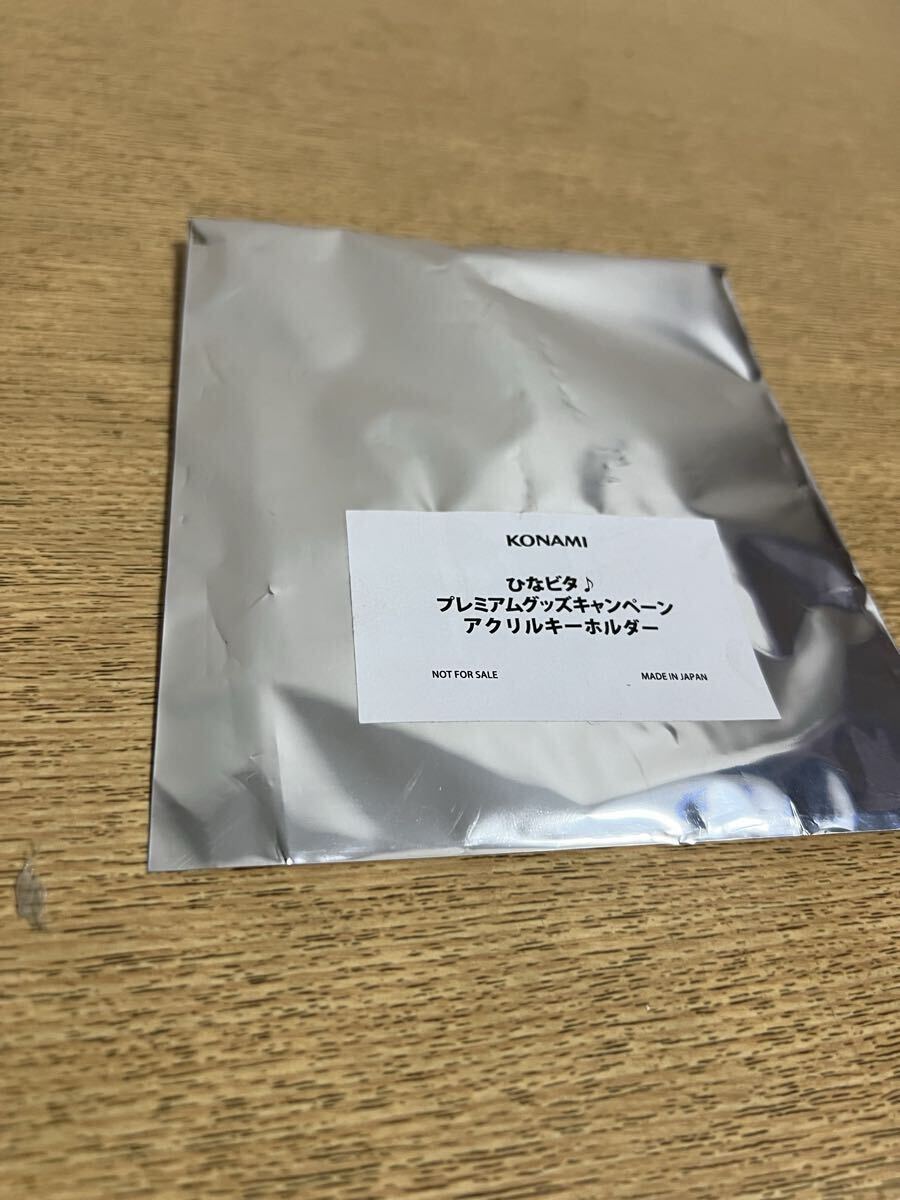 KONAMI
ひなビタ♪
プレミアムグッズキャンペーン
アクリルキーホルダー
NOT FOR SALE
MADE IN JAPAN